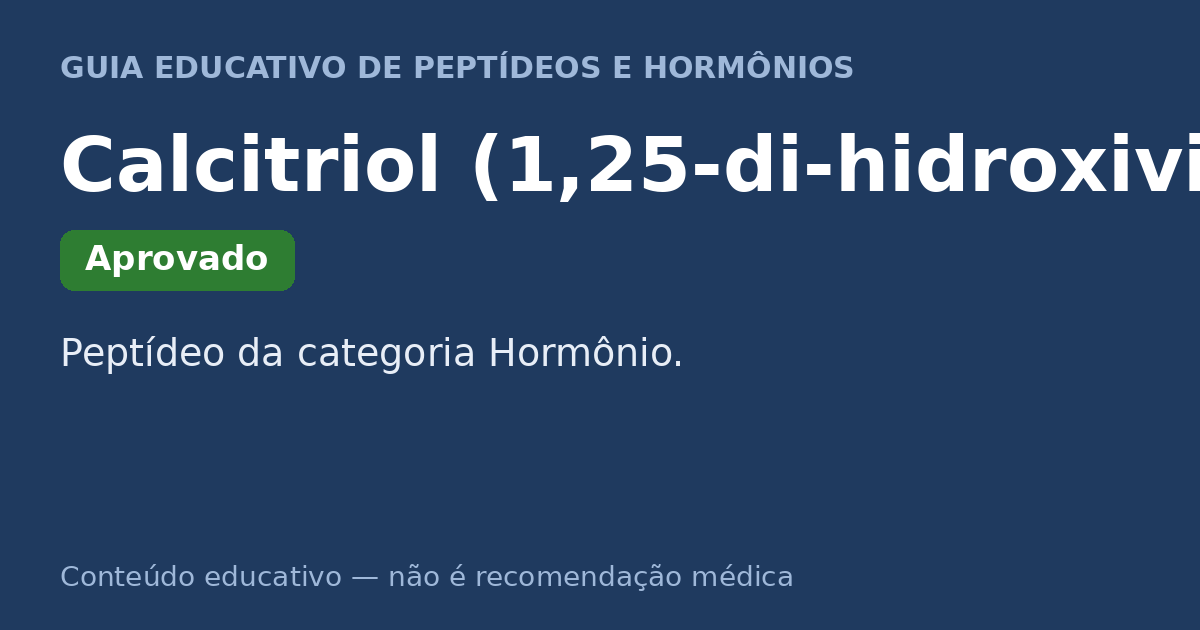 GUIA EDUCATIVO DE PEPTÍDEOS E HORMÔNIOS
Calcitriol (1,25-di-hidroxivi
Aprovado
Peptídeo da categoria Hormônio.
Conteúdo educativo — não é recomendação médica